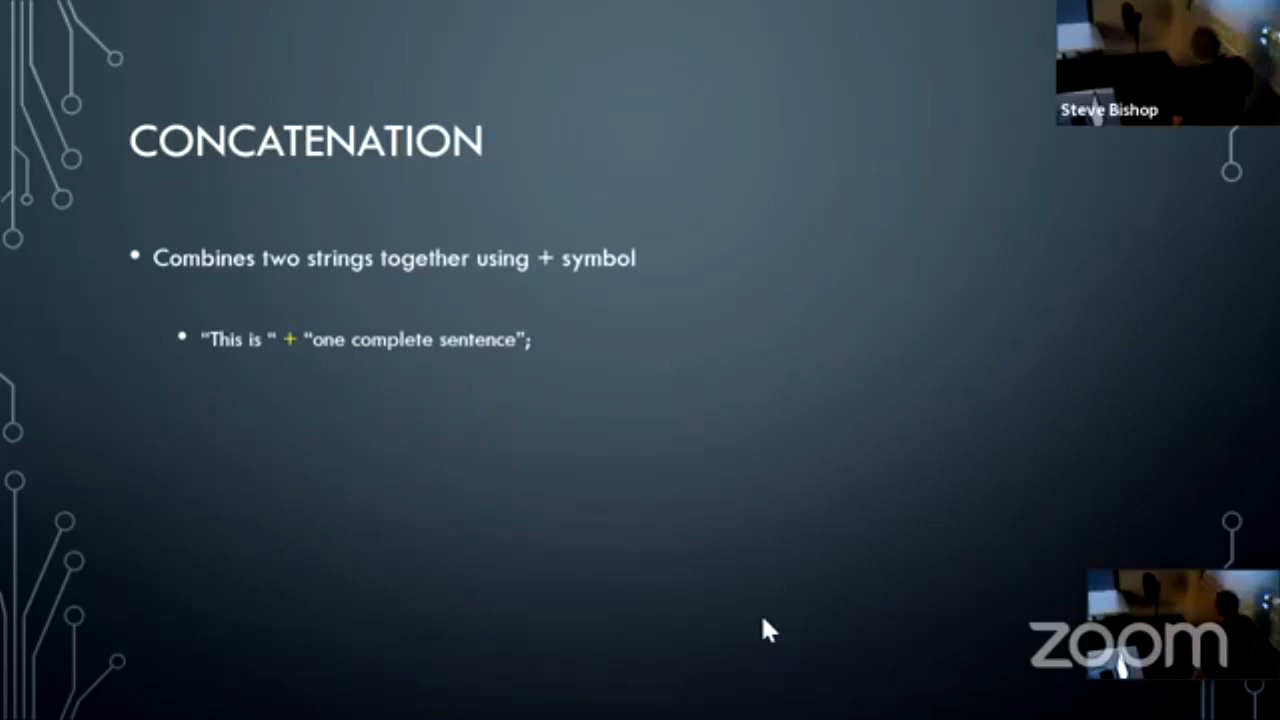 Steve Bishop
CONCATENATION
• Combines two strings together using + symbol
• “This is “ + “one complete sentence”;
zoom